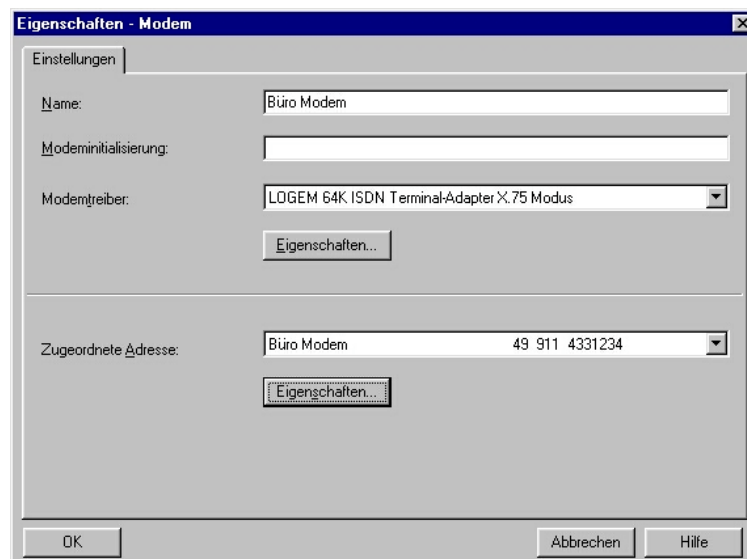 Eigenschaften - Modem
Einstellungen
Name: Büro Modem
Modeminitialisierung:
Modemtreiber: LOGEM 64K ISDN Terminal-Adapter X.75 Modus
Eigenschaften...
Zugeordnete Adresse: Büro Modem 49 911 4331234
Eigenschaften...
OK Abbrechen Hilfe